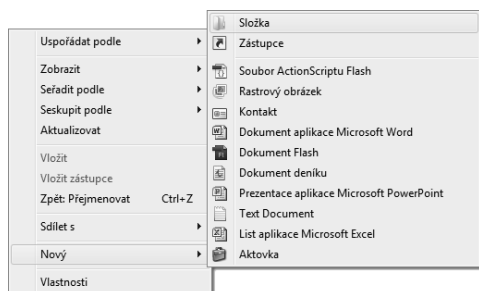 Uspořádat podle
Zobrazit
Seřadit podle
Seskupit podle
Aktualizovat
Vložit
Vložit zástupce
Zpět: Přejmenovat Ctrl+Z
Sdílet s
Nový
Vlastnosti
Složka
Zástupce
Soubor ActionScriptu Flash
Rastrový obrázek
Kontakt
Dokument aplikace Microsoft Word
Dokument Flash
Dokument deníku
Prezentace aplikace Microsoft PowerPoint
Text Document
List aplikace Microsoft Excel
Aktovka